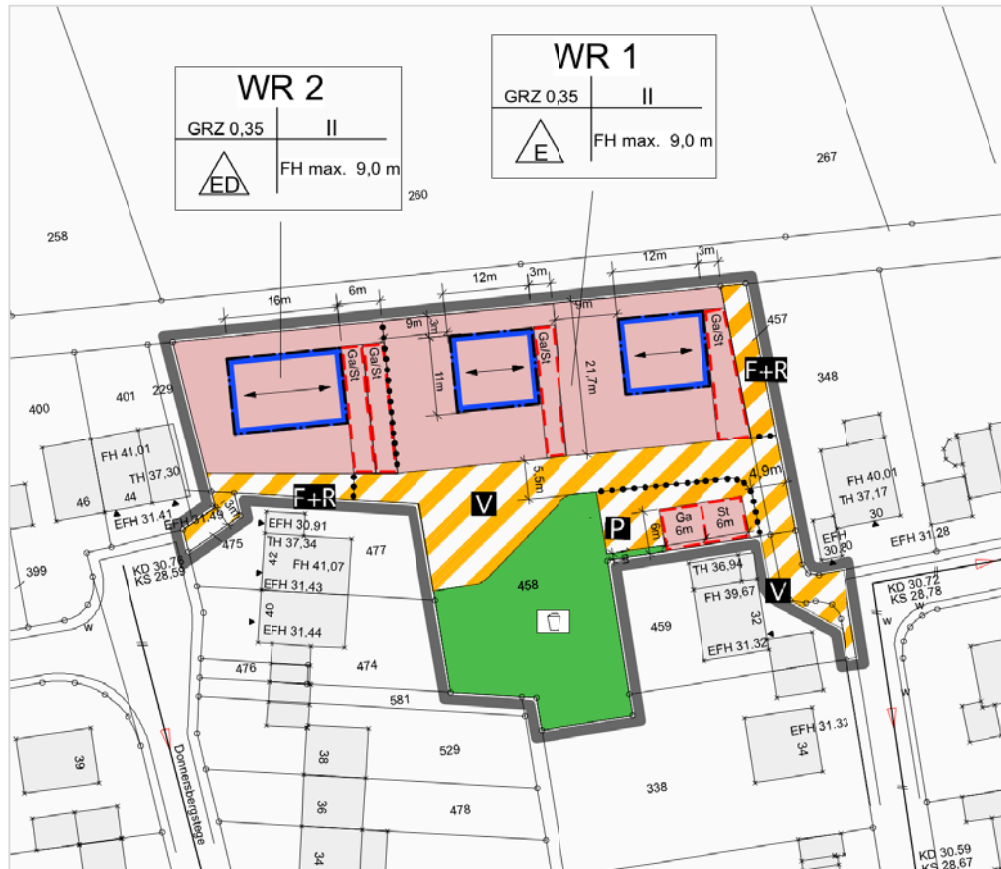 WR 2
GRZ 0,35
II
ED
FH max. 9,0 m
WR 1
GRZ 0,35
II
E
FH max. 9,0 m
267
260
258
12m
3m
12m
3m
16m
6m
9m
3m
9m
Ga/St
457
Ga/St
Ga/St
Ga/St
11m
21,7m
F+R
348
400
401
229
FH 41,01
TH 37,30
46
44
EFH 31.41
EFH 31.49
3m
F+R
V
5,5m
4,9m
FH 40,01
TH 37,17
30
EFH
30.20
EFH 31.28
P
6m
Ga
6m
St
6m
1m
475
EFH 30.91
TH 37,34
42
FH 41,07
477
EFH 31.43
399
KD 30.76
KS 28,59
458
TH 36,94
FH 39,67
V
KD 30.72
KS 28,78
40
EFH 31.44
459
32
EFH 31.32
w
w
476
474
581
Donnersbergstege
529
39
38
34
EFH 31.33
338
36
478
w
34
KD 30.59
KS 28,67